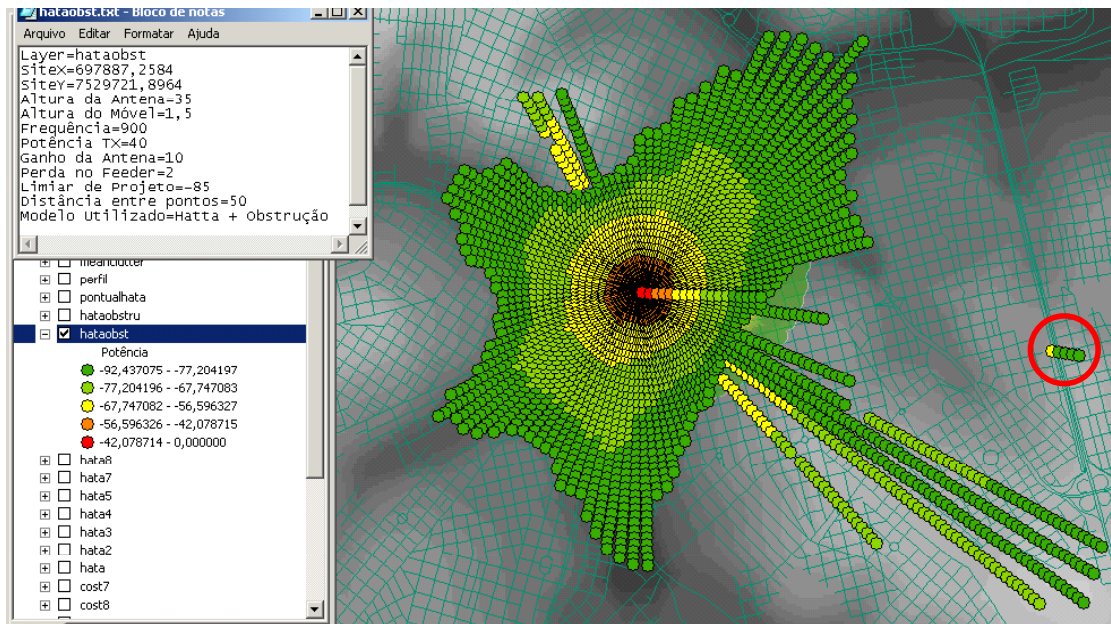 hataobst.txt - Bloco de notas
Arquivo Editar Formatar Ajuda
Layer=hataobst
SiteX=697887,2584
SiteY=7529721,8964
Altura da Antena=35
Altura do Móvel=1,5
Frequência=900
Potência TX=40
Ganho da Antena=10
Perda no Feeder=2
Limiar de Projeto=-85
Distância entre pontos=50
Modelo Utilizado=Hatta + Obstrução
meanclutter
perfil
pontualhata
hataobstru
hataobst
Potência
-92,437075 - -77,204197
-77,204196 - -67,747083
-67,747082 - -56,596327
-56,596326 - -42,078715
-42,078714 - 0,000000
hata8
hata7
hata5
hata4
hata3
hata2
hata
cost7
cost8